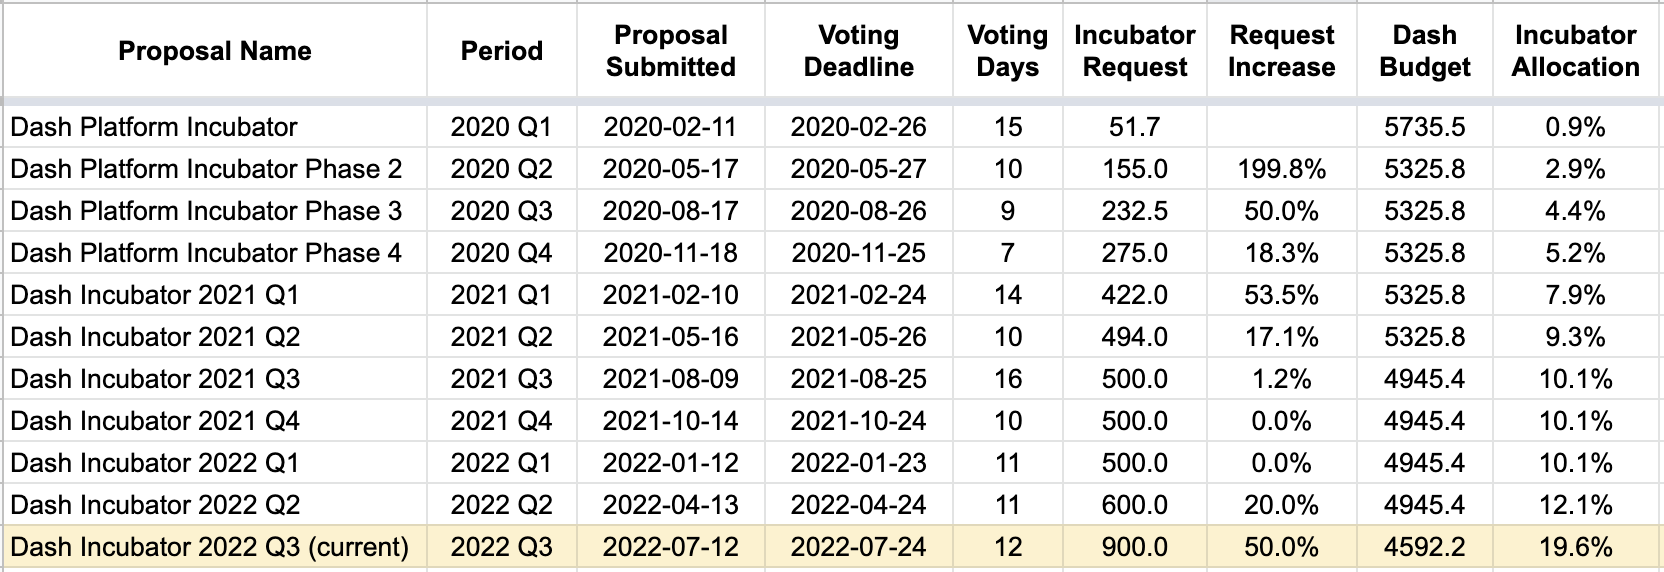 Proposal Name Period Proposal Submitted Voting Deadline Voting Days Incubator Request Request Increase Dash Budget Incubator Allocation
Dash Platform Incubator 2020 Q1 2020-02-11 2020-02-26 15 51.7 5735.5 0.9%
Dash Platform Incubator Phase 2 2020 Q2 2020-05-17 2020-05-27 10 155.0 199.8% 5325.8 2.9%
Dash Platform Incubator Phase 3 2020 Q3 2020-08-17 2020-08-26 9 232.5 50.0% 5325.8 4.4%
Dash Platform Incubator Phase 4 2020 Q4 2020-11-18 2020-11-25 7 275.0 18.3% 5325.8 5.2%
Dash Incubator 2021 Q1 2021 Q1 2021-02-10 2021-02-24 14 422.0 53.5% 5325.8 7.9%
Dash Incubator 2021 Q2 2021 Q2 2021-05-16 2021-05-26 10 494.0 17.1% 5325.8 9.3%
Dash Incubator 2021 Q3 2021 Q3 2021-08-09 2021-08-25 16 500.0 1.2% 4945.4 10.1%
Dash Incubator 2021 Q4 2021 Q4 2021-10-14 2021-10-24 10 500.0 0.0% 4945.4 10.1%
Dash Incubator 2022 Q1 2022 Q1 2022-01-12 2022-01-23 11 500.0 0.0% 4945.4 10.1%
Dash Incubator 2022 Q2 2022 Q2 2022-04-13 2022-04-24 11 600.0 20.0% 4945.4 12.1%
Dash Incubator 2022 Q3 (current) 2022 Q3 2022-07-12 2022-07-24 12 900.0 50.0% 4592.2 19.6%